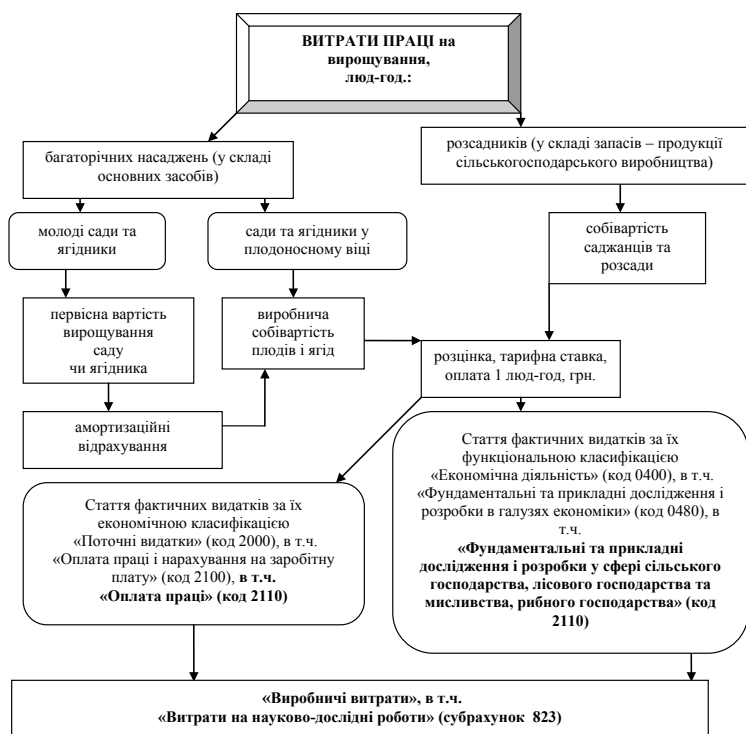 ВИТРАТИ ПРАЦІ на
вирощування,
люд-год.:
багаторічних насаджень (у складі
основних засобів)
розсадників (у складі запасів – продукції
сільськогосподарського виробництва)
молоді сади та
ягідники
сади та ягідники у
плодоносному віці
собівартість
саджанців та
розсади
первісна вартість
вирощування
саду
чи ягідника
виробнича
собівартість
плодів і ягід
розцінка, тарифна ставка,
оплата 1 люд-год, грн.
амортизаційні
відрахування
Стаття фактичних видатків за їх
економічною класифікацією
«Поточні видатки» (код 2000), в т.ч.
«Оплата праці і нарахування на заробітну
плату» (код 2100), в т.ч.
«Оплата праці» (код 2110)
Стаття фактичних видатків за їх
функціональною класифікацією
«Економічна діяльність» (код 0400), в т.ч.
«Фундаментальні та прикладні дослідження і
розробки в галузях економіки» (код 0480), в
т.ч.
«Фундаментальні та прикладні
дослідження і розробки у сфері сільського
господарства, лісового господарства та
мисливства, рибного господарства» (код
2110)
«Виробничі витрати», в т.ч.
«Витрати на науково-дослідні роботи» (субрахунок 823)